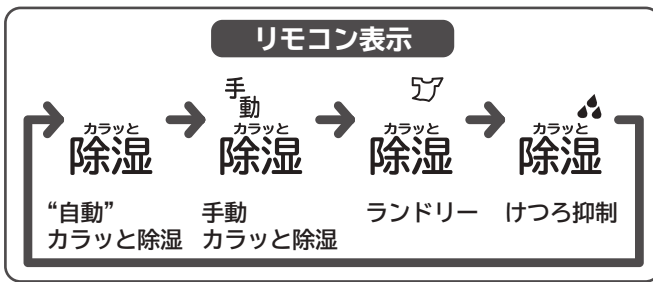 リモコン表示
カラッと
除湿
手動
カラッと
除湿
カラッと
除湿
カラッと
除湿
“自動”
カラッと除湿
手動
カラッと除湿
ランドリー
けつろ抑制